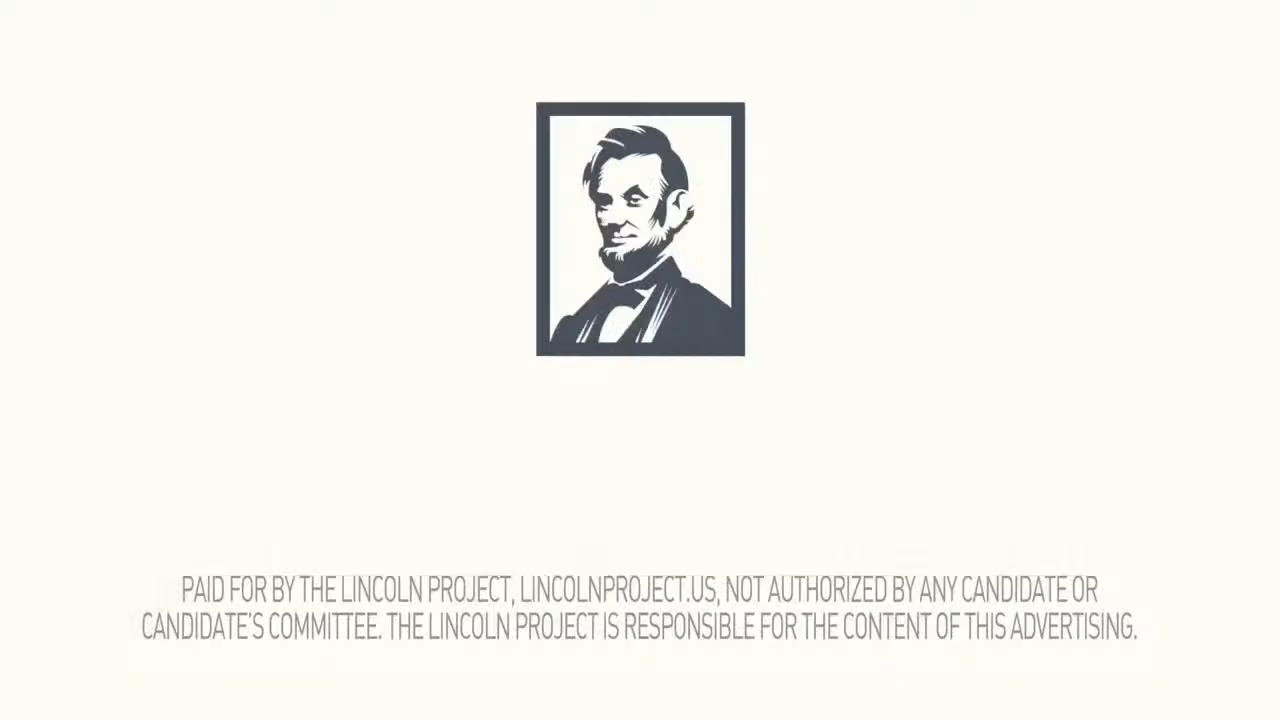 PAID FOR BY THE LINCOLN PROJECT, LINCOLNPROJECT.US, NOT AUTHORIZED BY ANY CANDIDATE OR
CANDIDATE'S COMMITTEE. THE LINCOLN PROJECT IS RESPONSIBLE FOR THE CONTENT OF THIS ADVERTISING.